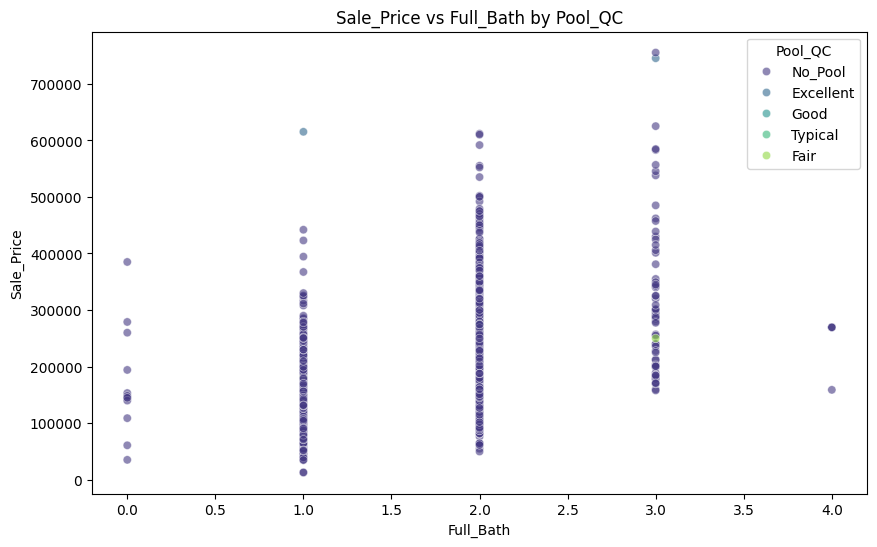 Sale_Price vs Full_Bath by Pool_QC
Pool_QC
No_Pool
Excellent
Good
Typical
Fair
Sale_Price
700000
600000
500000
400000
300000
200000
100000
0
0.0 0.5 1.0 1.5 2.0 2.5 3.0 3.5 4.0
Full_Bath